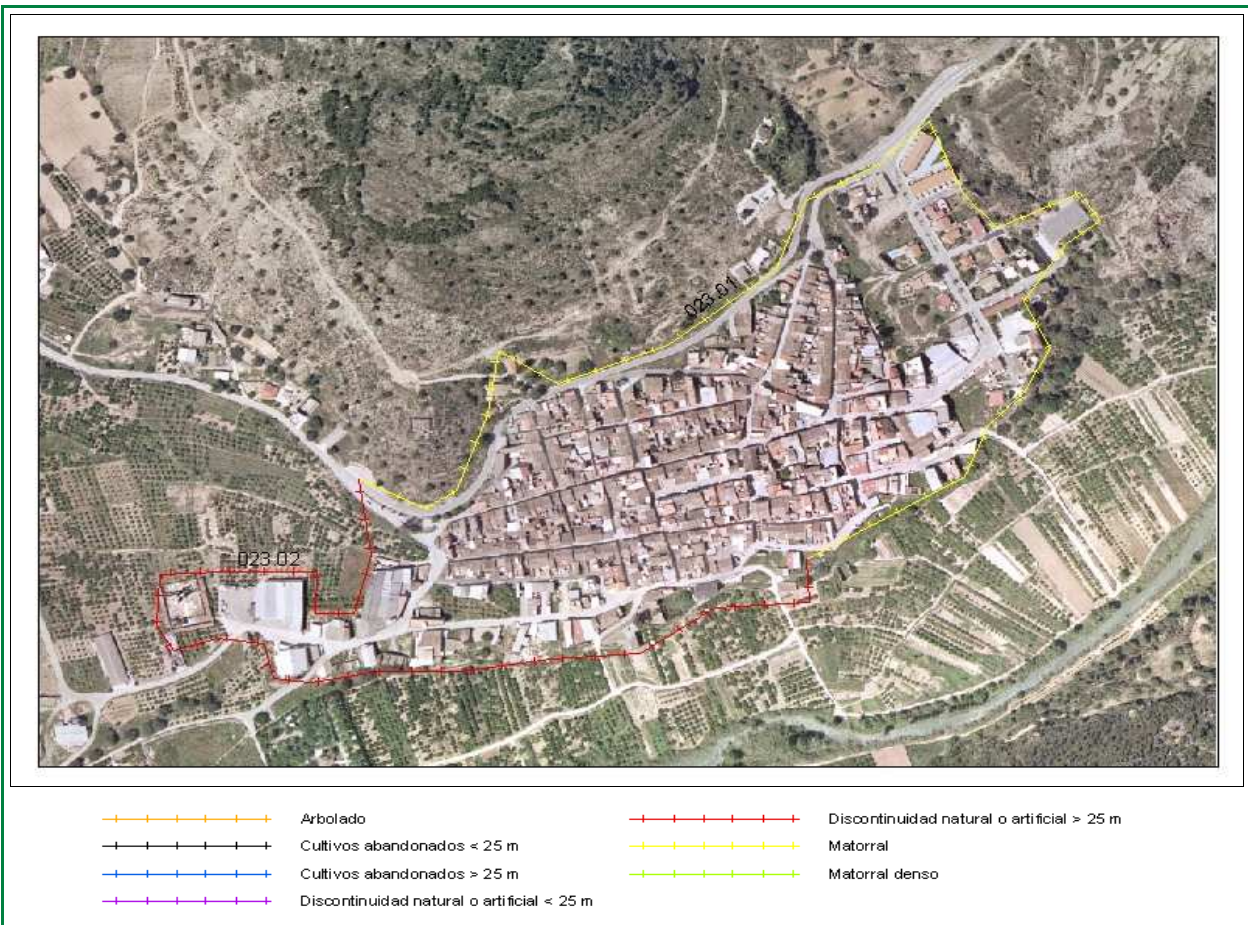 023.01
023.02
Arbolado
Cultivos abandonados < 25 m
Cultivos abandonados > 25 m
Discontinuidad natural o artificial < 25 m
Discontinuidad natural o artificial > 25 m
Matorral
Matorral denso